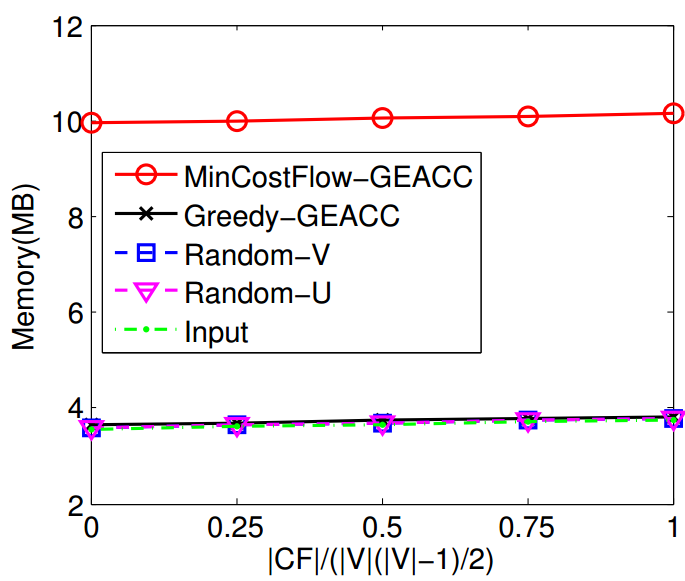 12
10
8
6
4
2
Memory(MB)
MinCostFlow−GEACC
Greedy−GEACC
Random−V
Random−U
Input
0 0.25 0.5 0.75 1
|CF|/(|V|(|V|−1)/2)